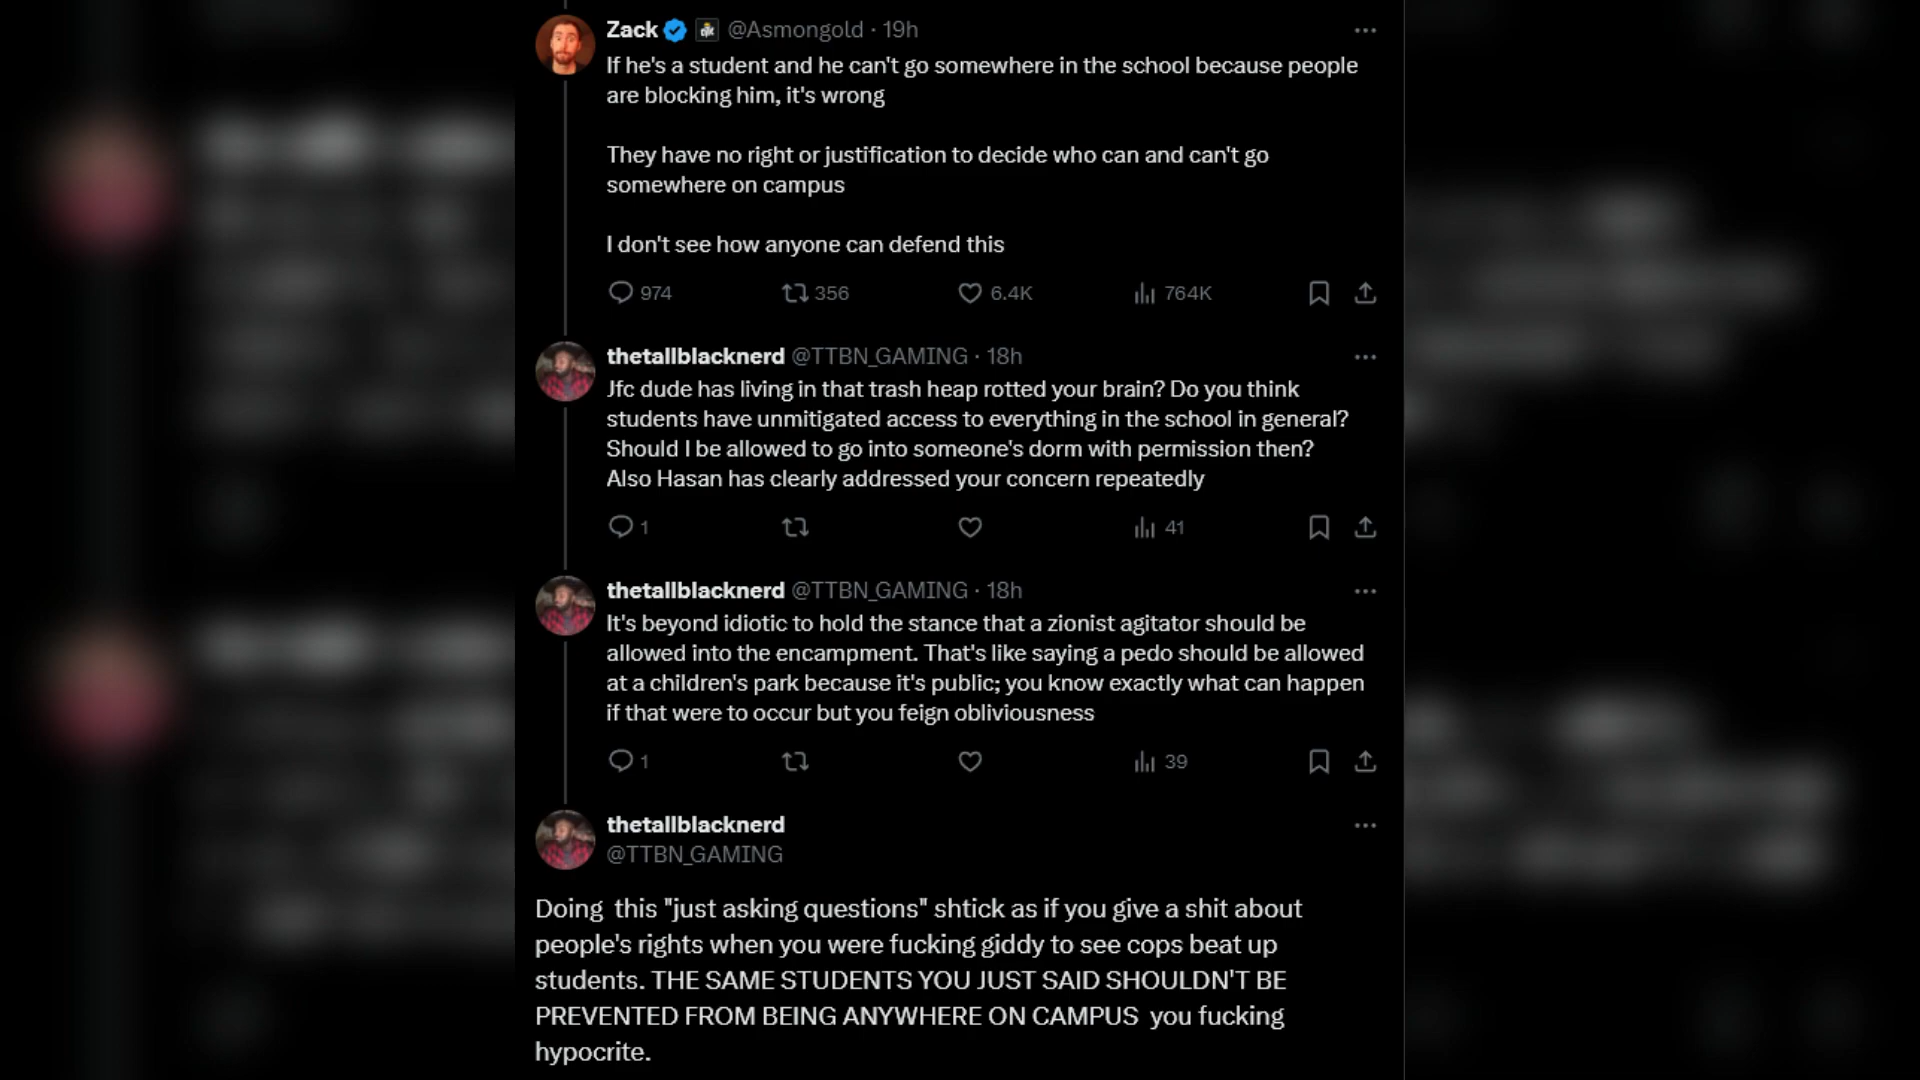 Zack @Asmongold · 19h
If he's a student and he can't go somewhere in the school because people
are blocking him, it's wrong
They have no right or justification to decide who can and can't go
somewhere on campus
I don't see how anyone can defend this
974 356 6.4K 764K
thetallblacknerd @TTBN_GAMING · 18h
Jfc dude has living in that trash heap rotted your brain? Do you think
students have unmitigated access to everything in the school in general?
Should I be allowed to go into someone's dorm with permission then?
Also Hasan has clearly addressed your concern repeatedly
1 41
thetallblacknerd @TTBN_GAMING · 18h
It's beyond idiotic to hold the stance that a zionist agitator should be
allowed into the encampment. That's like saying a pedo should be allowed
at a children's park because it's public; you know exactly what can happen
if that were to occur but you feign obliviousness
1 39
thetallblacknerd
@TTBN_GAMING
Doing  this "just asking questions" shtick as if you give a shit about
people's rights when you were fucking giddy to see cops beat up
students. THE SAME STUDENTS YOU JUST SAID SHOULDN'T BE
PREVENTED FROM BEING ANYWHERE ON CAMPUS  you fucking
hypocrite.